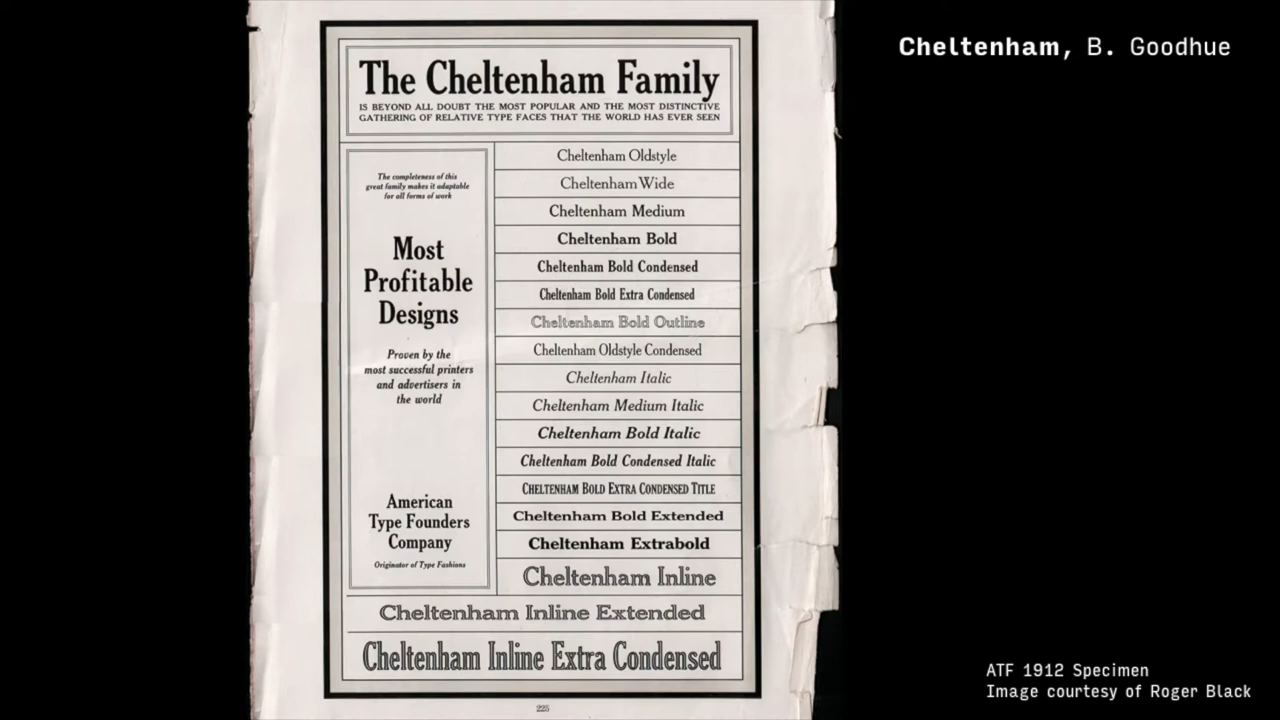 Cheltenham, B. Goodhue
The Cheltenham Family
IS BEYOND ALL DOUBT THE MOST POPULAR AND THE MOST DISTINCTIVE
GATHERING OF RELATIVE TYPE FACES THAT THE WORLD HAS EVER SEEN
The completeness of this
great family makes it adaptable
for all forms of work
Most
Profitable
Designs
Proven by the
most successful printers
and advertisers in
the world
American
Type Founders
Company
Originator of Type Fashions
Cheltenham Oldstyle
Cheltenham Wide
Cheltenham Medium
Cheltenham Bold
Cheltenham Bold Condensed
Cheltenham Bold Extra Condensed
Cheltenham Bold Outline
Cheltenham Oldstyle Condensed
Cheltenham Italic
Cheltenham Medium Italic
Cheltenham Bold Italic
Cheltenham Bold Condensed Italic
CHELTENHAM BOLD EXTRA CONDENSED TITLE
Cheltenham Bold Extended
Cheltenham Extrabold
Cheltenham Inline
Cheltenham Inline Extended
Cheltenham Inline Extra Condensed
225
ATF 1912 Specimen
Image courtesy of Roger Black